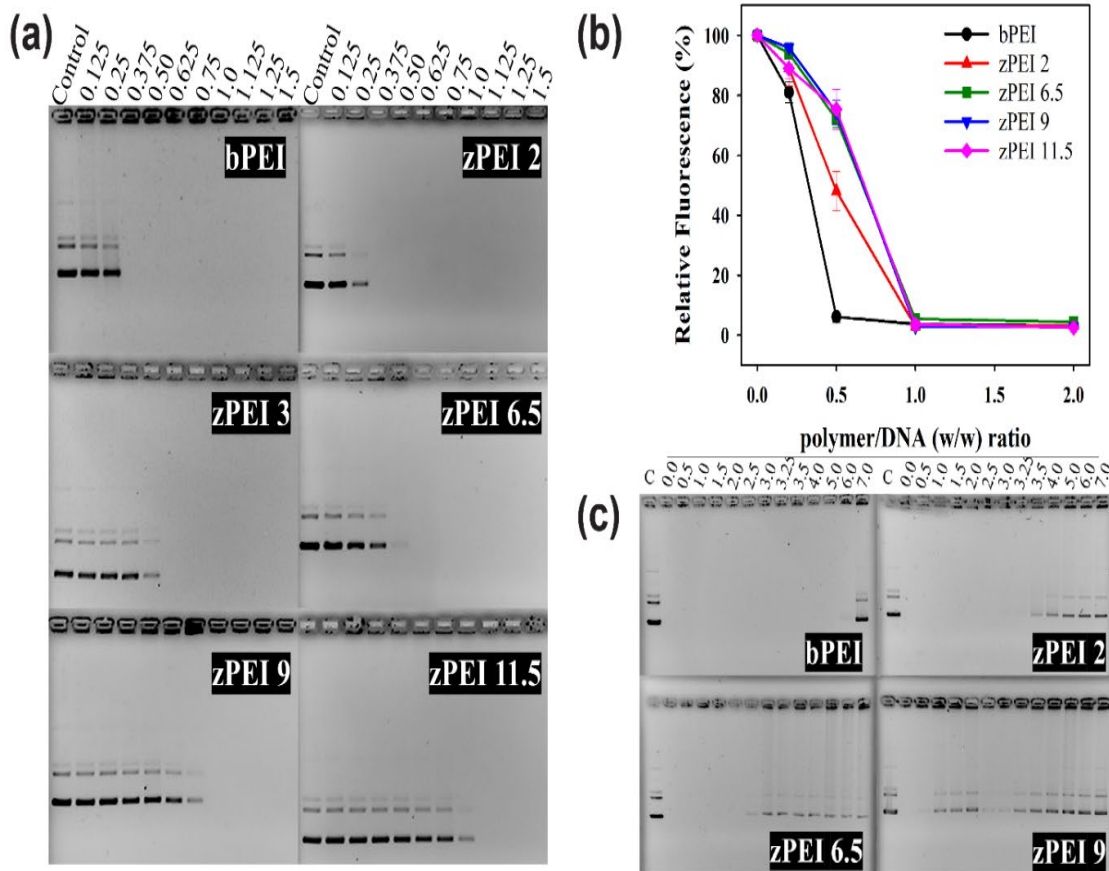 (a)
Control 0.125 0.25 0.375 0.50 0.625 0.75 1.0 1.125 1.25 1.5
Control 0.125 0.25 0.375 0.50 0.625 0.75 1.0 1.125 1.25 1.5
bPEI
zPEI 2
zPEI 3
zPEI 6.5
zPEI 9
zPEI 11.5
(b)
Relative Fluorescence (%)
100
80
60
40
20
0
bPEI
zPEI 2
zPEI 6.5
zPEI 9
zPEI 11.5
0.0 0.5 1.0 1.5 2.0
polymer/DNA (w/w) ratio
(c)
C 0.0 0.5 1.0 1.5 2.0 2.5 3.0 3.25 3.5 4.0 5.0 6.0 7.0
C 0.0 0.5 1.0 1.5 2.0 2.5 3.0 3.25 3.5 4.0 5.0 6.0 7.0
bPEI
zPEI 2
zPEI 6.5
zPEI 9